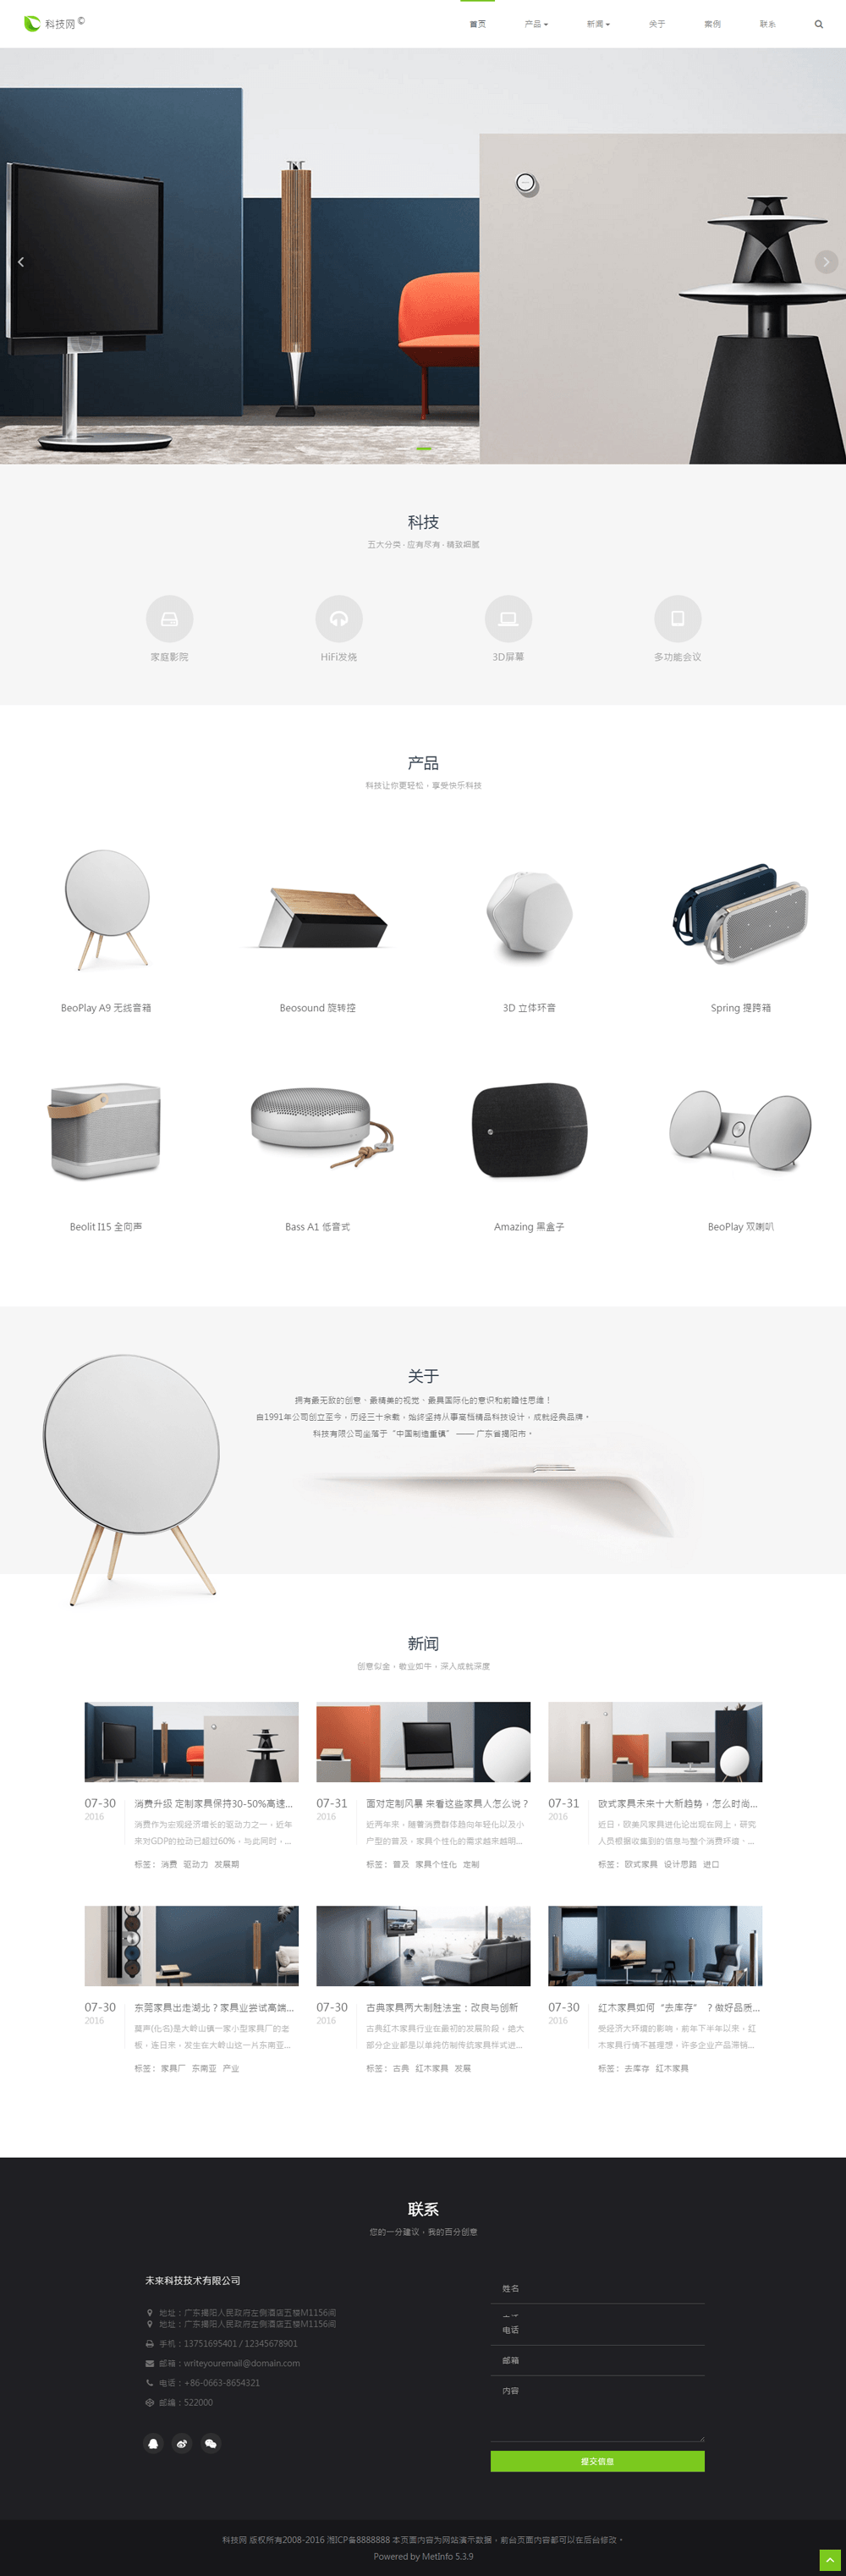 科技网 ©
首页 产品 新闻 关于 案例 联系
科技
五大分类 · 应有尽有 · 精致细腻
家庭影院 HiFi发烧 3D屏幕 多功能会议
产品
科技让你更轻松，享受快乐科技
BeoPlay A9 无线音箱 Beosound 旋转控 3D 立体环音 Spring 提跨箱
Beolit I15 全向声 Bass A1 低音式 Amazing 黑盒子 BeoPlay 双喇叭
关于
拥有最无敌的创意、最精美的视觉、最具国际化的意识和前瞻性思维！
自1991年公司创立至今，历经三十余载，始终坚持从事高档精品科技设计，成就经典品牌。
科技有限公司坐落于“中国制造重镇” —— 广东省揭阳市。
新闻
创意似金，敬业如牛，深入成就深度
07-30 消费升级 定制家具保持30-50%高速...
2016 消费作为宏观经济增长的驱动力之一，近年
来对GDP的拉动已超过60%，与此同时，...
标签： 消费 驱动力 发展期
07-31 面对定制风暴 来看这些家具人怎么说？
2016 近两年来，随着消费群体趋向年轻化以及小
户型的普及，家具个性化的需求越来越明...
标签： 普及 家具个性化 定制
07-31 欧式家具未来十大新趋势，怎么时尚...
2016 近日，欧美风家具进化论出现在网上，研究
人员根据收集到的信息与整个消费环境、...
标签： 欧式家具 设计思路 进口
07-30 东莞家具出走湖北？家具业尝试高端...
2016 莫声(化名)是大岭山镇一家小型家具厂的老
板，连日来，发生在大岭山这一片东南亚...
标签： 家具厂 东南亚 产业
07-30 古典家具两大制胜法宝：改良与创新
2016 古典红木家具行业在最初的发展阶段，绝大
部分企业都是以单纯仿制传统家具样式进...
标签： 古典 红木家具 发展
07-30 红木家具如何“去库存”？做好品质...
2016 受经济大环境的影响，前年下半年以来，红
木家具行情不甚理想，许多企业产品滞销...
标签： 去库存 红木家具
联系
您的一分建议，我的百分创意
未来科技技术有限公司
地址：广东揭阳人民政府左侧酒店五楼M1156间
地址：广东揭阳人民政府左侧酒店五楼M1156间
手机：13751695401 / 12345678901
邮箱：writeyouremail@domain.com
电话：+86-0663-8654321
邮编：522000
姓名
电话
邮箱
内容
提交信息
科技网 版权所有2008-2016 湘ICP备8888888 本页面内容为网站演示数据，前台页面内容都可以在后台修改。
Powered by MetInfo 5.3.9